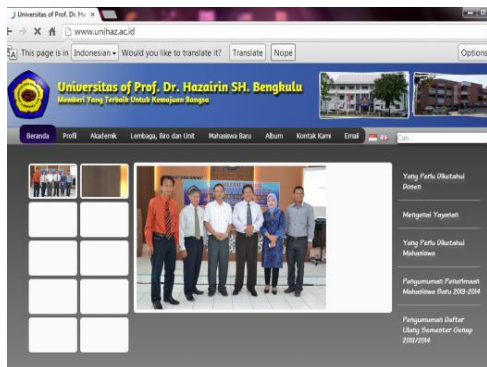 Universitas of Prof. Dr. Ha
www.unihaz.ac.id
This page is in Indonesian Would you like to translate it? Translate Nope Options
Universitas of Prof. Dr. Hazairin SH. Bengkulu
Memberi Yang Terbaik Untuk Kemajuan Bangsa
Beranda Profil Akademik Lembaga, Biro dan Unit Mahasiswa Baru Album Kontak Kami Email Cari
Yang Perlu Diketahui
Dosen
Mengenai Yayasan
Yang Perlu Diketahui
Mahasiswa
Pengumuman Penerimaan
Mahasiswa Baru 2013-2014
Pengumuman Daftar
Ulang Semester Genap
2013/2014